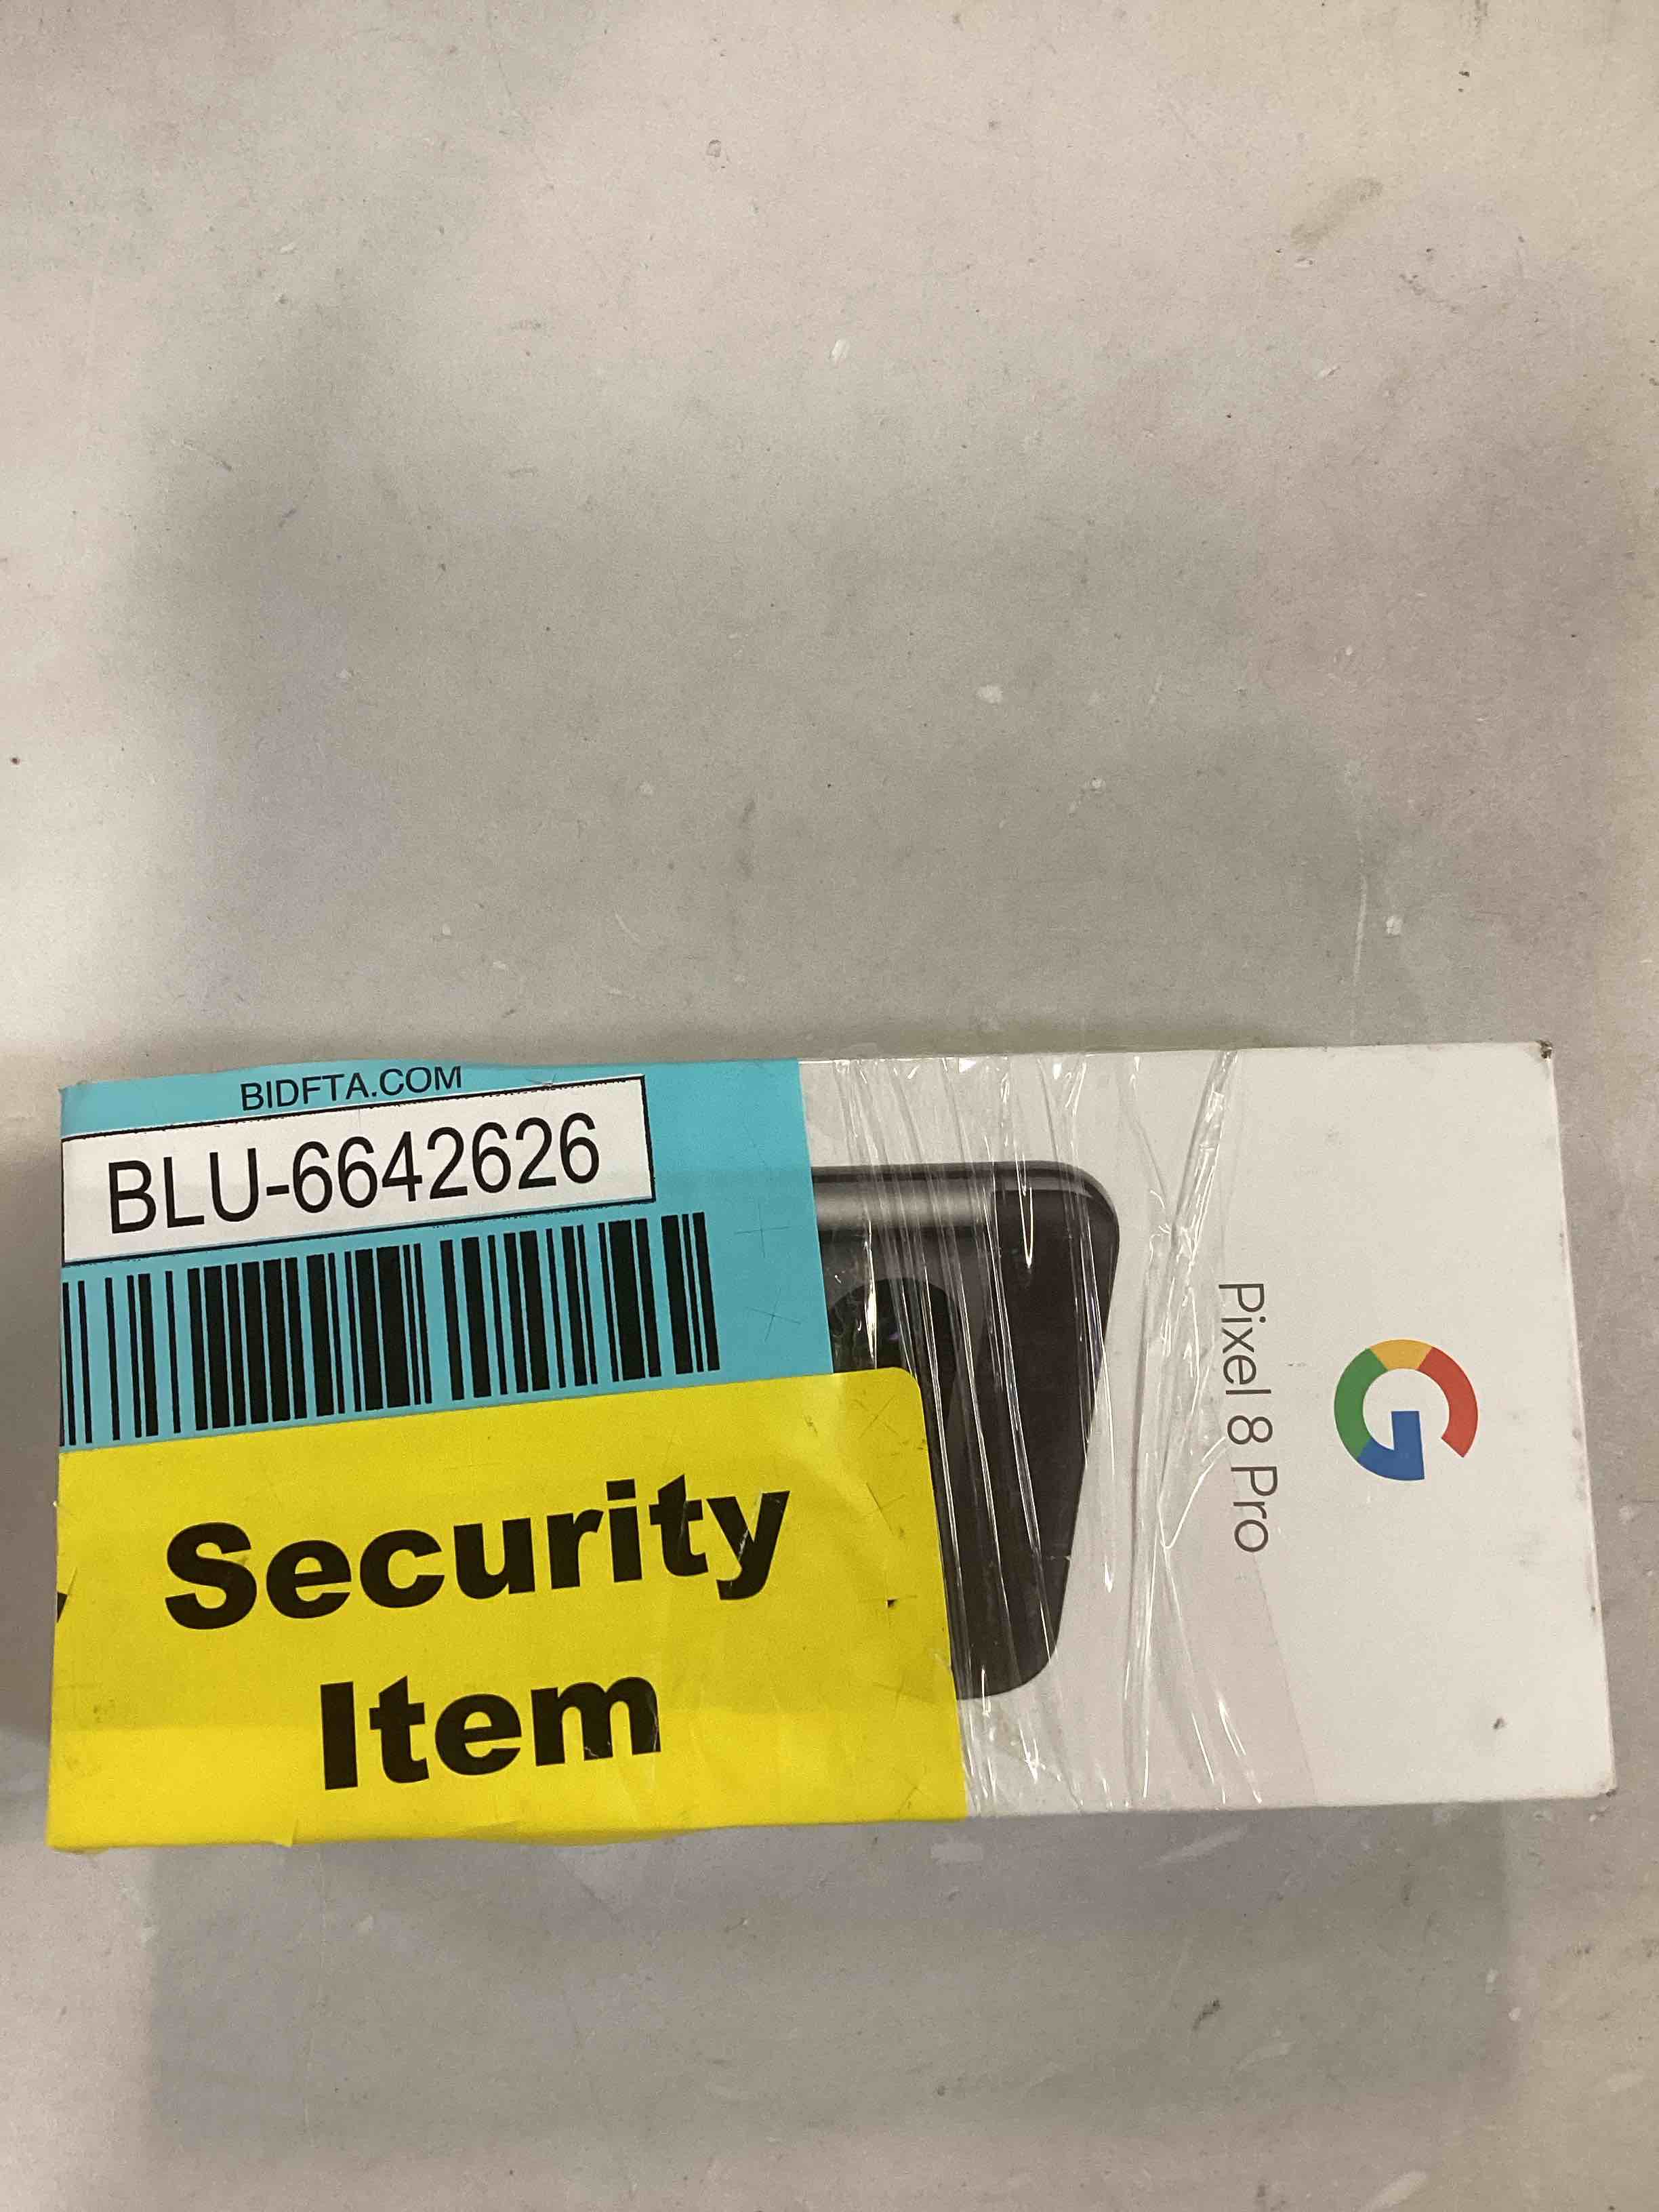 BIDFTA.COM
BLU-6642626
Security
Item
Pixel 8 Pro
G